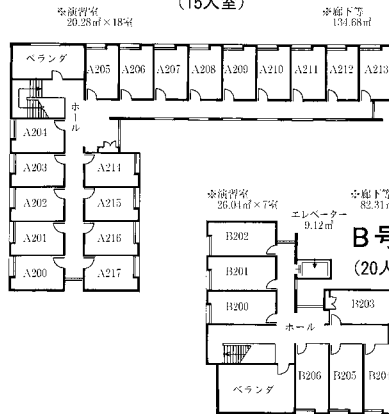 (15人室)
※演習室
20.28㎡×18室
※廊下等
134.68㎡
ベランダ
A205
A206
A207
A208
A209
A210
A211
A212
A213
ホール
A204
A203
A214
A202
A215
A201
A216
A200
A217
※演習室
26.04㎡×7室
※廊下等
82.31㎡
エレベーター
9.12㎡
B202
B号
(20人
B201
B200
B203
ホール
ベランダ
B206
B205
B20